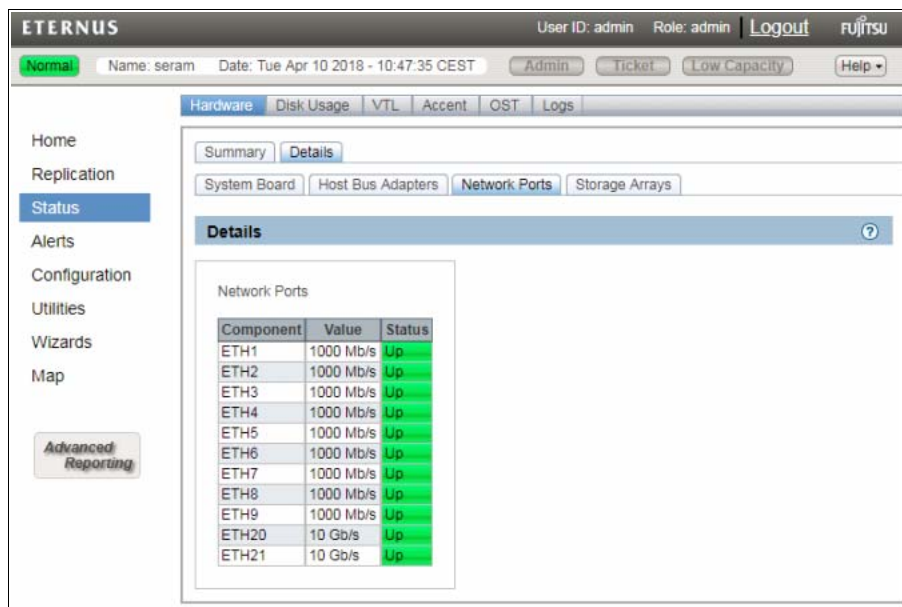 ETERNUS User ID: admin Role: admin Logout FUJITSU
Normal Name: seram Date: Tue Apr 10 2018 - 10:47:35 CEST Admin Ticket Low Capacity Help
Hardware Disk Usage VTL Accent OST Logs
Home
Replication
Status
Alerts
Configuration
Utilities
Wizards
Map
Advanced
Reporting
Summary Details
System Board Host Bus Adapters Network Ports Storage Arrays
Details ?
Network Ports
Component Value Status
ETH1 1000 Mb/s Up
ETH2 1000 Mb/s Up
ETH3 1000 Mb/s Up
ETH4 1000 Mb/s Up
ETH5 1000 Mb/s Up
ETH6 1000 Mb/s Up
ETH7 1000 Mb/s Up
ETH8 1000 Mb/s Up
ETH9 1000 Mb/s Up
ETH20 10 Gb/s Up
ETH21 10 Gb/s Up